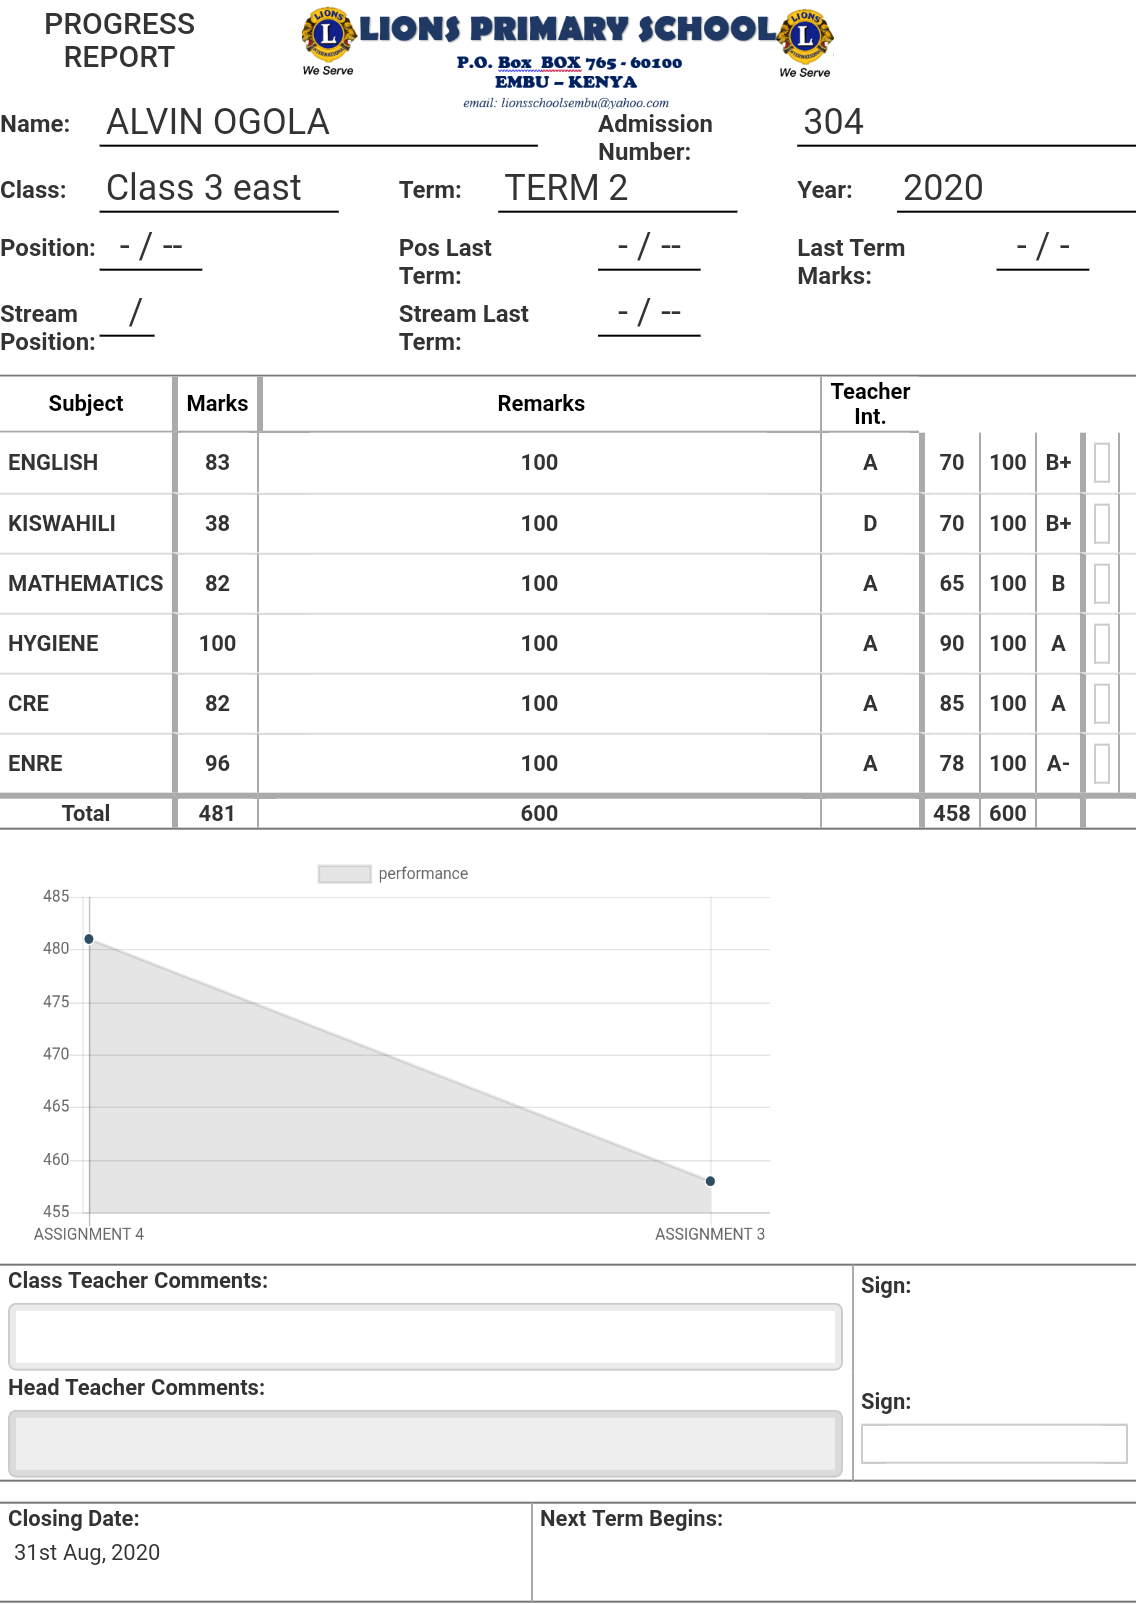 PROGRESS
REPORT
LIONS PRIMARY SCHOOL
We Serve
We Serve
P.O. Box BOX 765 - 60100
EMBU – KENYA
email: lionsschoolsembu@yahoo.com
Name: ALVIN OGOLA Admission Number: 304
Class: Class 3 east Term: TERM 2 Year: 2020
Position: - / -- Pos Last Term: - / -- Last Term Marks: - / -
Stream Position: / Stream Last Term: - / --
Subject Marks Remarks Teacher Int.
ENGLISH 83 100 A 70 100 B+
KISWAHILI 38 100 D 70 100 B+
MATHEMATICS 82 100 A 65 100 B
HYGIENE 100 100 A 90 100 A
CRE 82 100 A 85 100 A
ENRE 96 100 A 78 100 A-
Total 481 600 458 600
performance
485
480
475
470
465
460
455
ASSIGNMENT 4 ASSIGNMENT 3
Class Teacher Comments: Sign:
Head Teacher Comments: Sign:
Closing Date: Next Term Begins:
31st Aug, 2020